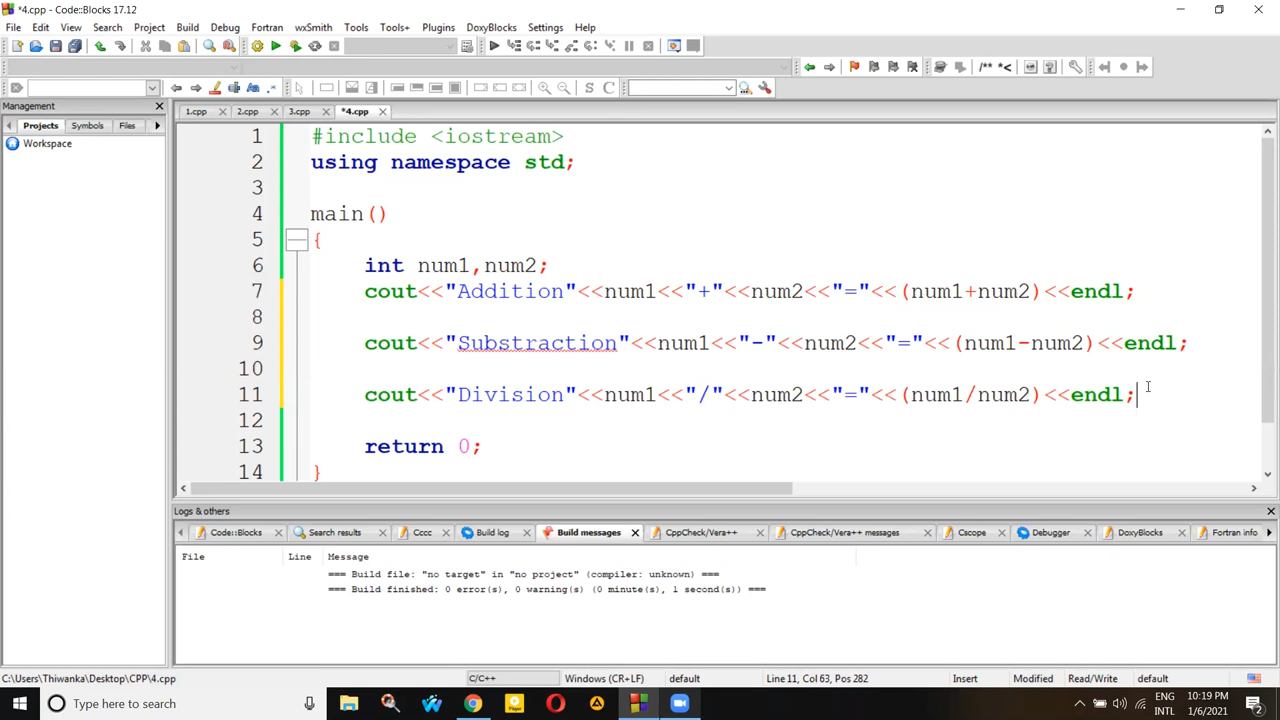 *4.cpp - Code::Blocks 17.12
File Edit View Search Project Build Debug Fortran wxSmith Tools Tools+ Plugins DoxyBlocks Settings Help
/** *<
S C
Management
1.cpp 2.cpp 3.cpp *4.cpp
Projects Symbols Files
Workspace
1 #include <iostream>
2 using namespace std;
3
4 main()
5 {
6 int num1,num2;
7 cout<<"Addition"<<num1<<"+"<<num2<<"="<<(num1+num2)<<endl;
8
9 cout<<"Substraction"<<num1<<"-"<<num2<<"="<<(num1-num2)<<endl;
10
11 cout<<"Division"<<num1<<"/"<<num2<<"="<<(num1/num2)<<endl;
12
13 return 0;
14 }
Logs & others
Code::Blocks Search results Cccc Build log Build messages CppCheck/Vera++ CppCheck/Vera++ messages Cscope Debugger DoxyBlocks Fortran info
File Line Message
=== Build file: "no target" in "no project" (compiler: unknown) ===
=== Build finished: 0 error(s), 0 warning(s) (0 minute(s), 1 second(s)) ===
C:\Users\Thiwanka\Desktop\CPP\4.cpp C/C++ Windows (CR+LF) default Line 11, Col 63, Pos 282 Insert Modified Read/Write default
Type here to search
ENG 10:19 PM
INTL 1/6/2021
2